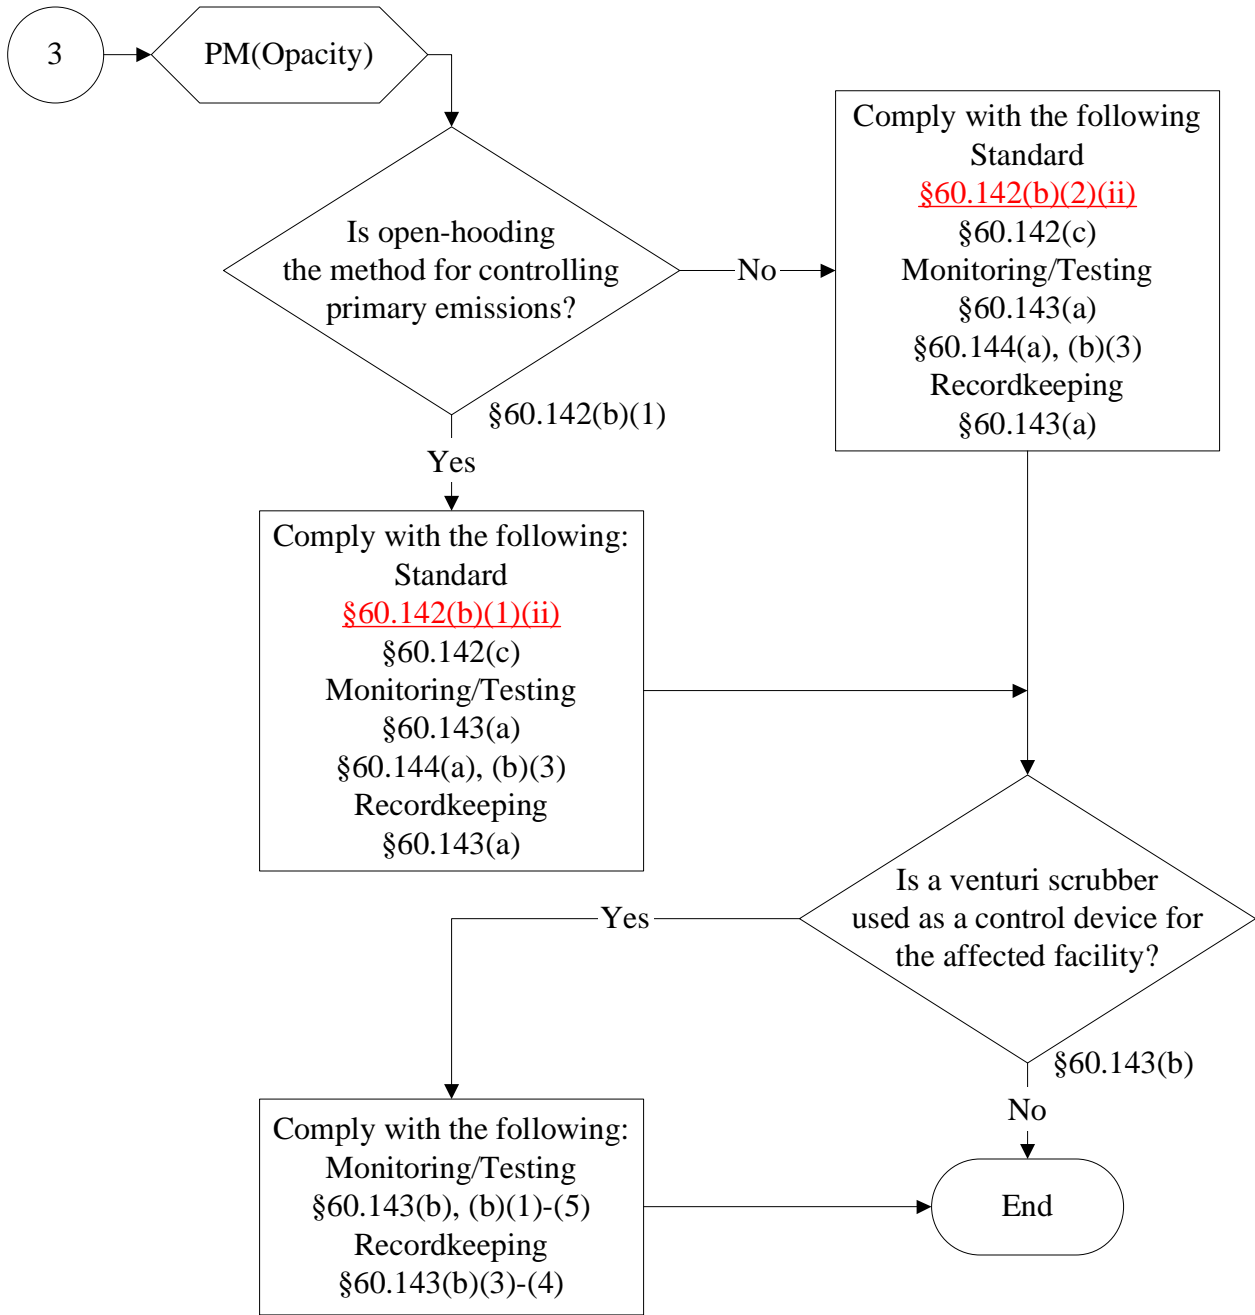 3
PM(Opacity)
Is open-hooding
the method for controlling
primary emissions?
No
§60.142(b)(1)
Yes
Comply with the following
Standard
§60.142(b)(2)(ii)
§60.142(c)
Monitoring/Testing
§60.143(a)
§60.144(a), (b)(3)
Recordkeeping
§60.143(a)
Comply with the following:
Standard
§60.142(b)(1)(ii)
§60.142(c)
Monitoring/Testing
§60.143(a)
§60.144(a), (b)(3)
Recordkeeping
§60.143(a)
Is a venturi scrubber
used as a control device for
the affected facility?
Yes
§60.143(b)
No
Comply with the following:
Monitoring/Testing
§60.143(b), (b)(1)-(5)
Recordkeeping
§60.143(b)(3)-(4)
End